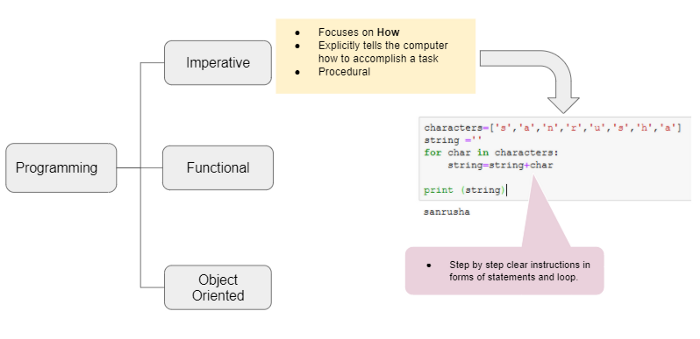 Programming
Imperative
Functional
Object
Oriented
● Focuses on How
● Explicitly tells the computer
how to accomplish a task
● Procedural
characters=['s','a','n','r','u','s','h','a']
string =''
for char in characters:
    string=string+char
print (string)
sanrusha
● Step by step clear instructions in
forms of statements and loop.